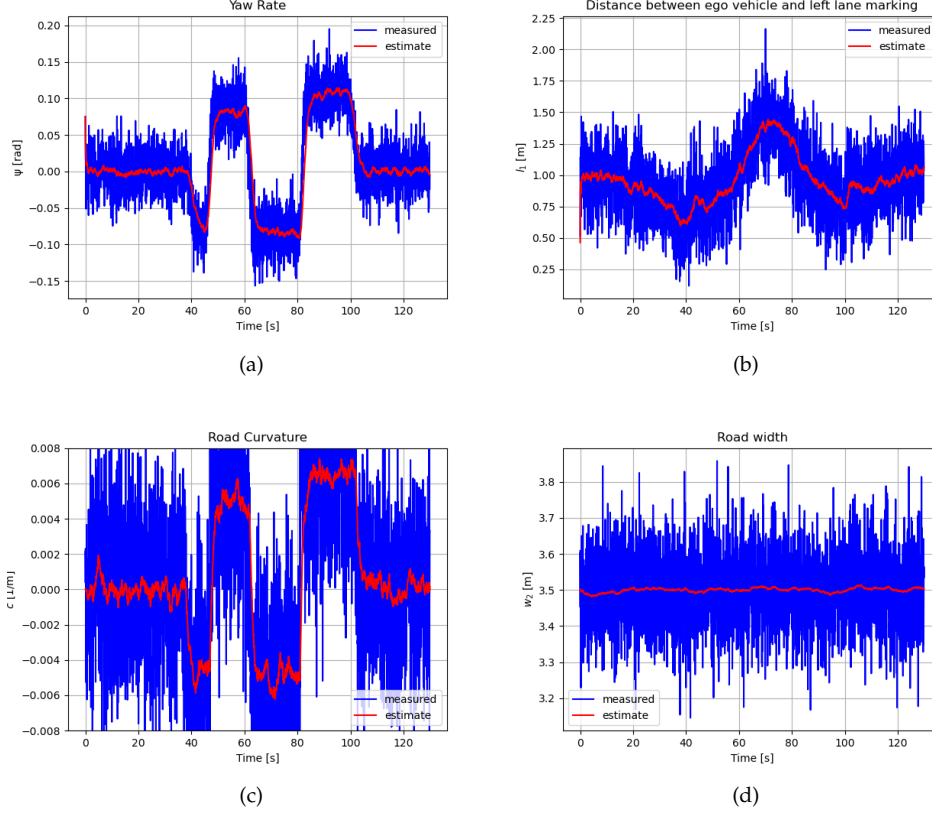 Yaw Rate
ψ [rad]
0.20
0.15
0.10
0.05
0.00
−0.05
−0.10
−0.15
measured
estimate
0 20 40 60 80 100 120
Time [s]
(a)
Distance between ego vehicle and left lane marking
l₁ [m]
2.25
2.00
1.75
1.50
1.25
1.00
0.75
0.50
0.25
measured
estimate
0 20 40 60 80 100 120
Time [s]
(b)
Road Curvature
c [1/m]
0.008
0.006
0.004
0.002
0.000
−0.002
−0.004
−0.006
−0.008
measured
estimate
0 20 40 60 80 100 120
Time [s]
(c)
Road width
w₂ [m]
3.8
3.7
3.6
3.5
3.4
3.3
3.2
measured
estimate
0 20 40 60 80 100 120
Time [s]
(d)